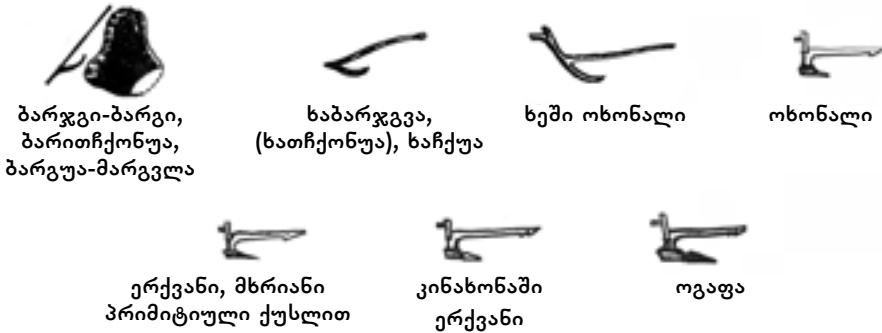 ბარჯგი-ბარგი,
ბარითჩქონუა,
ბარგუა-მარგვლა
ხაბარჯგვა,
(ხათჩქონუა), ხაჩქუა
ხეში ოხონალი
ოხონალი
ერქვანი, მხრიანი
პრიმიტიული ქუსლით
კინახონაში
ერქვანი
ოგაფა